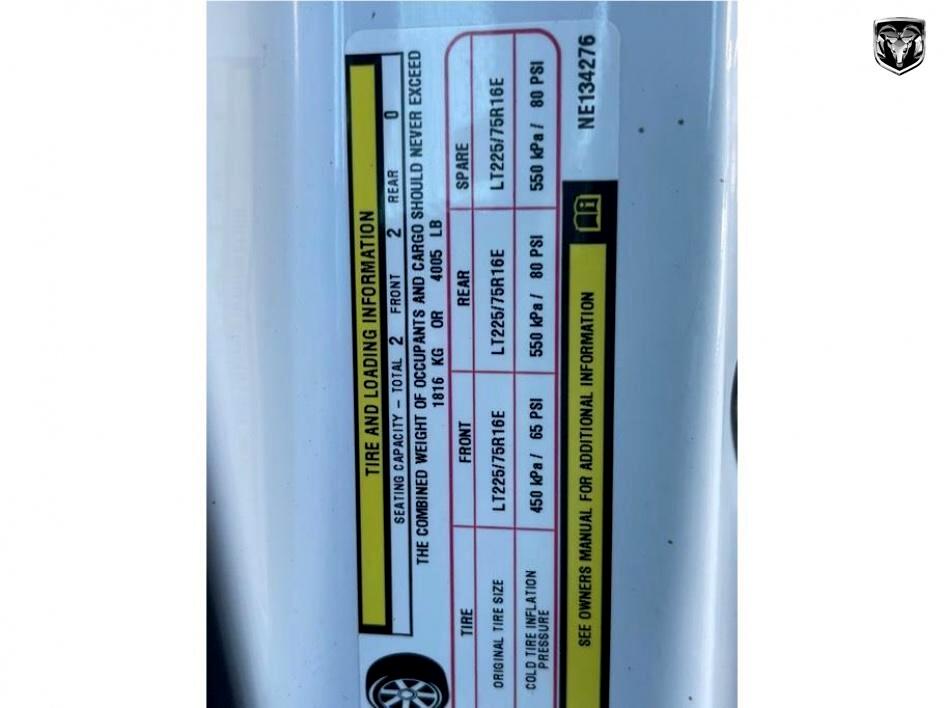 TIRE AND LOADING INFORMATION
SEATING CAPACITY – TOTAL 2 FRONT 2 REAR 0
THE COMBINED WEIGHT OF OCCUPANTS AND CARGO SHOULD NEVER EXCEED
1816 KG OR 4005 LB
TIRE FRONT REAR SPARE
ORIGINAL TIRE SIZE LT225/75R16E LT225/75R16E LT225/75R16E
COLD TIRE INFLATION PRESSURE 450 kPa / 65 PSI 550 kPa / 80 PSI 550 kPa / 80 PSI
SEE OWNERS MANUAL FOR ADDITIONAL INFORMATION
NE134276